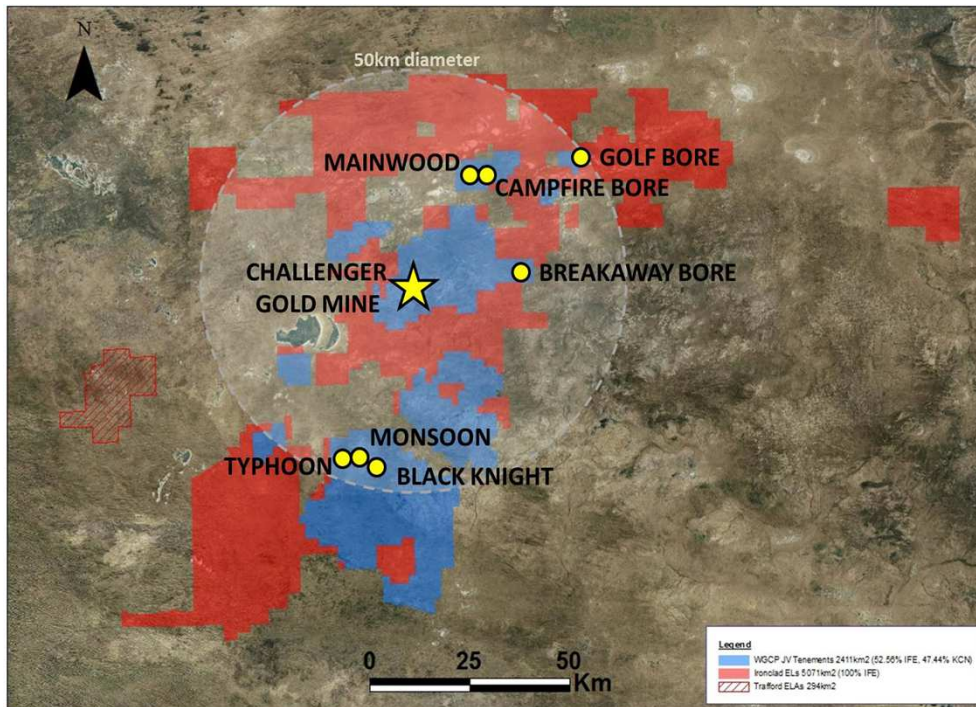 N
50km diameter
MAINWOOD
GOLF BORE
CAMPFIRE BORE
CHALLENGER
GOLD MINE
BREAKAWAY BORE
MONSOON
TYPHOON
BLACK KNIGHT
0 25 50
Km
Legend
WGCP JV Tenements 2411km2 (52.56% IFE, 47.44% KCN)
Ironclad ELs 5071km2 (100% IFE)
Trafford ELAs 294km2